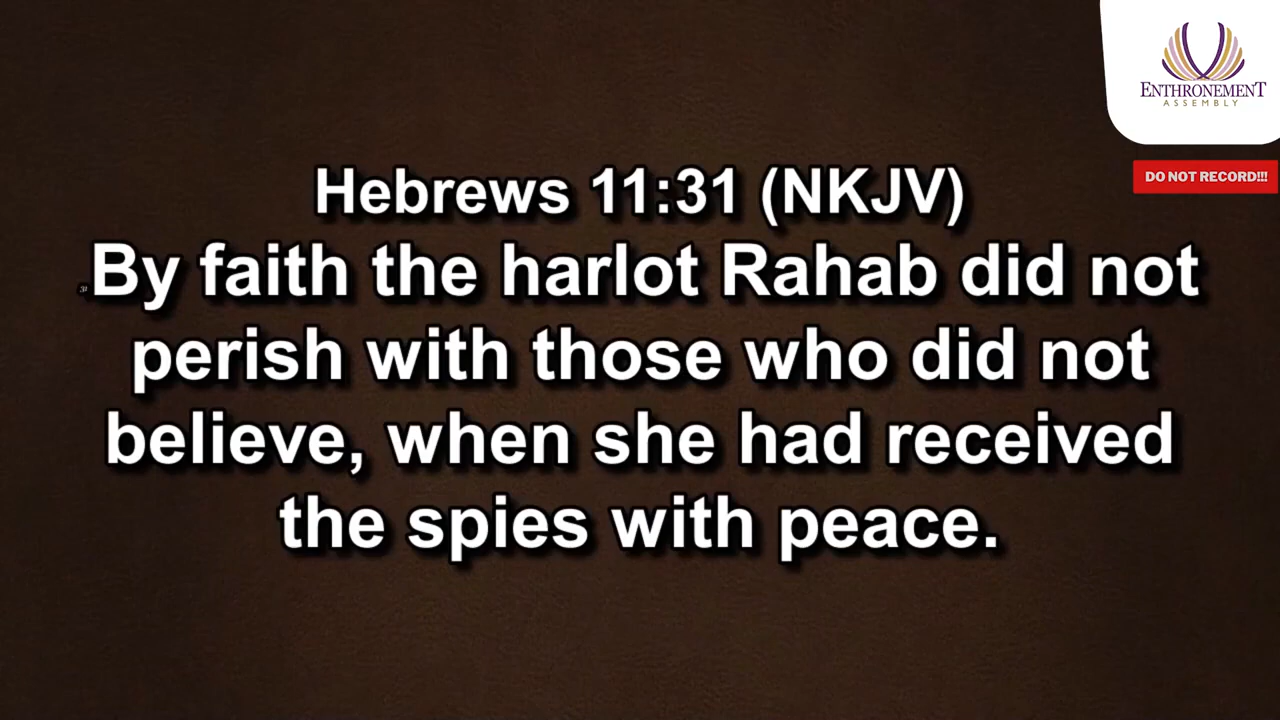 ENTHRONEMENT
ASSEMBLY
DO NOT RECORD!!!
Hebrews 11:31 (NKJV)
31 By faith the harlot Rahab did not
perish with those who did not
believe, when she had received
the spies with peace.